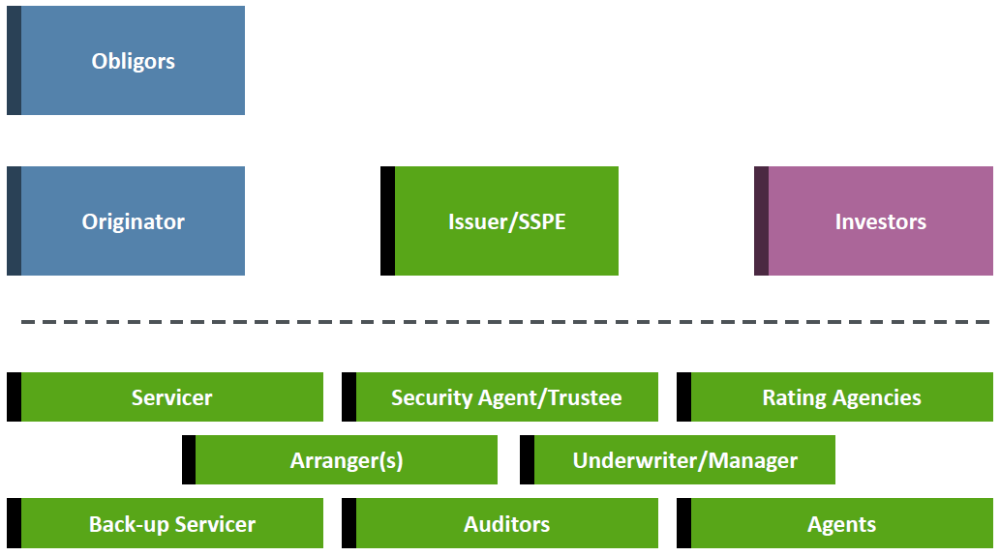 Obligors
Originator
Issuer/SSPE
Investors
Servicer
Security Agent/Trustee
Rating Agencies
Arranger(s)
Underwriter/Manager
Back-up Servicer
Auditors
Agents